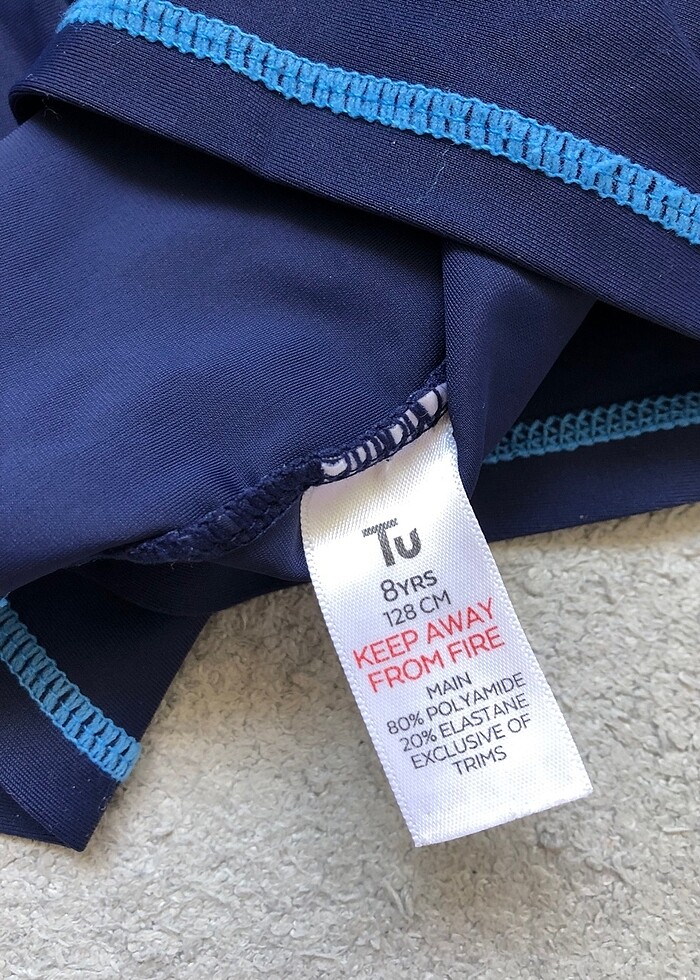 Tu
8YRS
128 CM
KEEP AWAY
FROM FIRE
MAIN
80% POLYAMIDE
20% ELASTANE
EXCLUSIVE OF
TRIMS